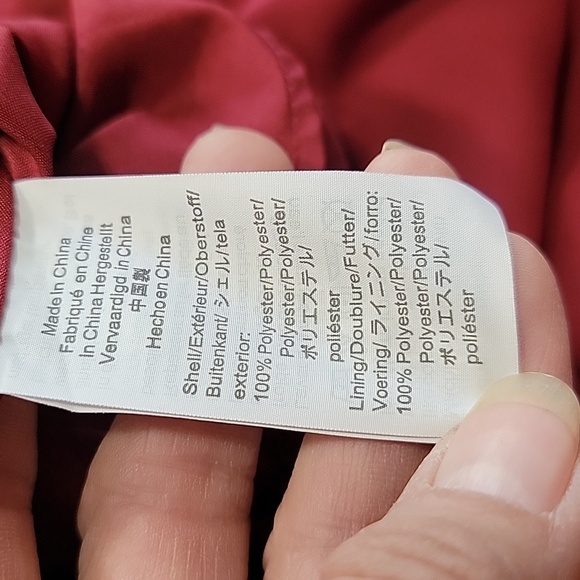 Made in China
Fabriqué en Chine
In China Hergestellt
Vervaardigd in China
中国製
Hecho en China
Shell/Extérieur/Oberstoff/
Buitenkant/シェル/tela
exterior:
100% Polyester/Polyester/
Polyester/Polyester/
ポリエステル/
poliéster
Lining/Doublure/Futter/
Voering/ライニング/forro:
100% Polyester/Polyester/
Polyester/Polyester/
ポリエステル/
poliéster